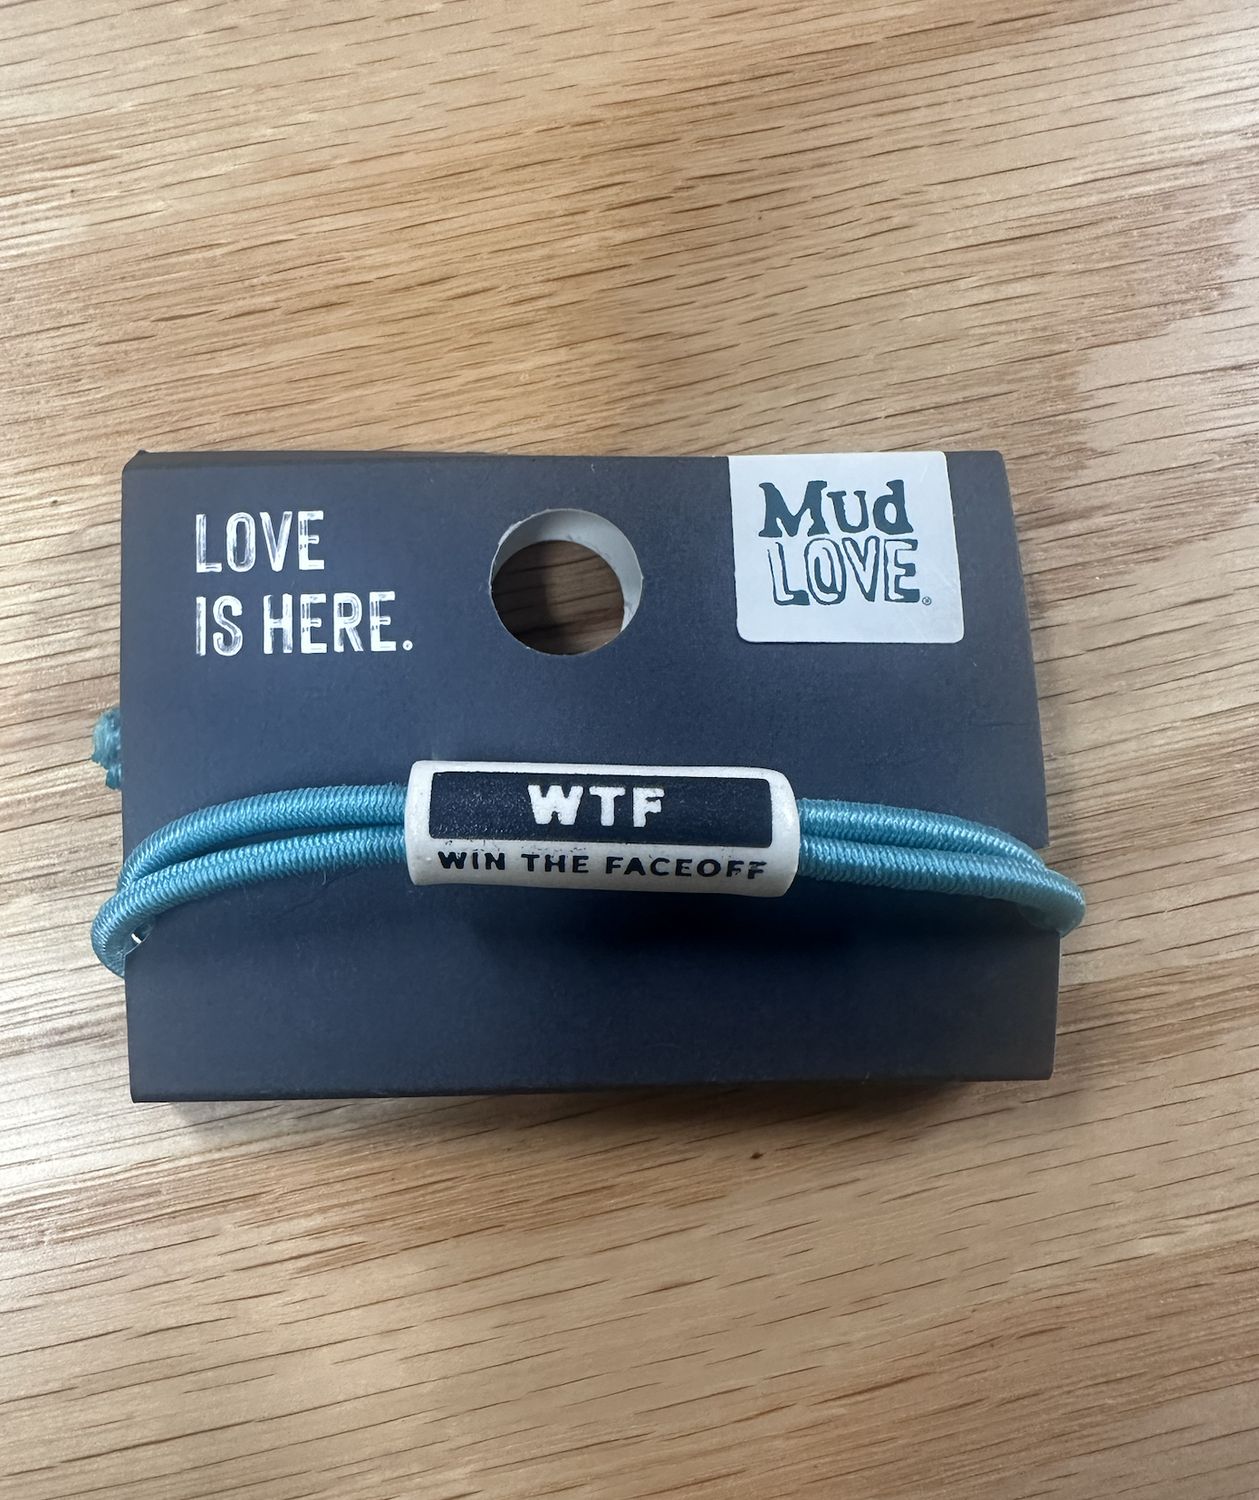 LOVE
IS HERE.
Mud
LOVE®
WTF
WIN THE FACEOFF